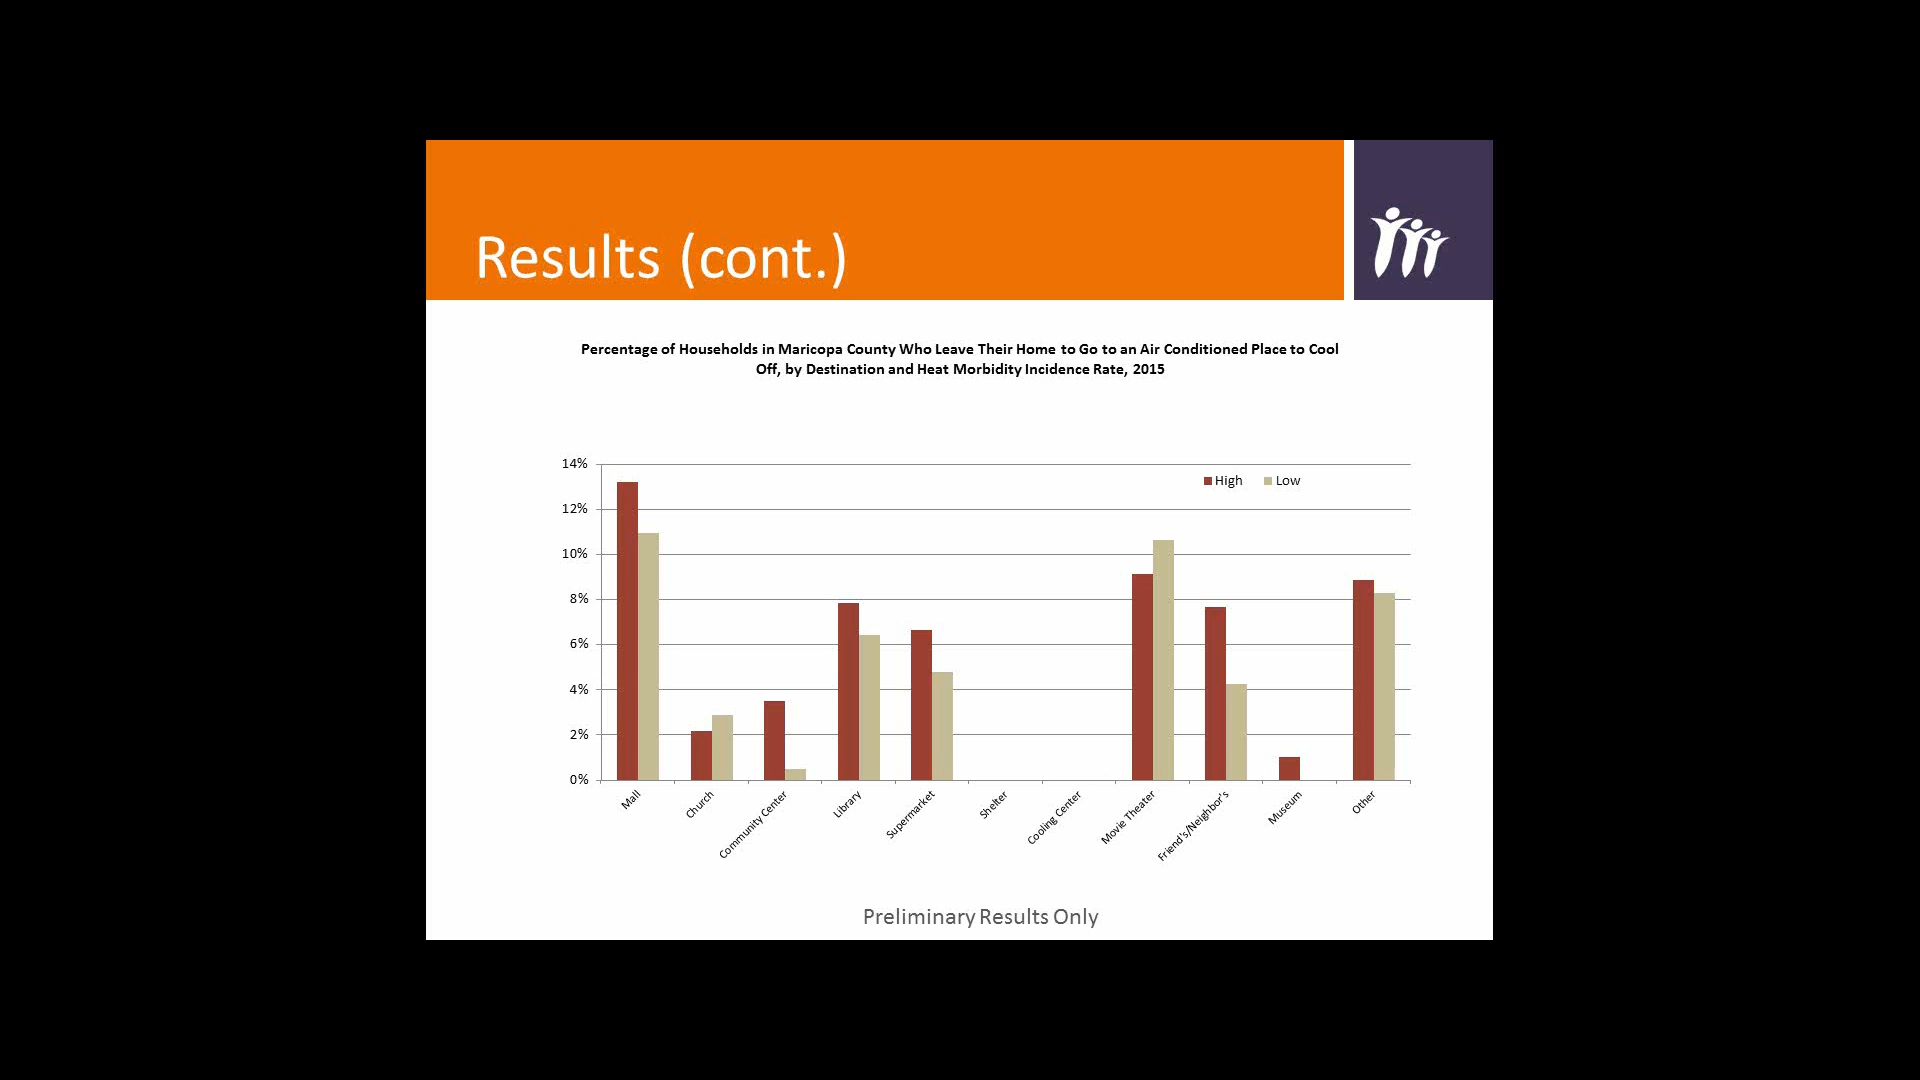 Results (cont.)
Percentage of Households in Maricopa County Who Leave Their Home to Go to an Air Conditioned Place to Cool
Off, by Destination and Heat Morbidity Incidence Rate, 2015
High Low
14%
12%
10%
8%
6%
4%
2%
0%
Mall
Church
Community Center
Library
Supermarket
Shelter
Cooling Center
Movie Theater
Friend's/Neighbor's
Museum
Other
Preliminary Results Only